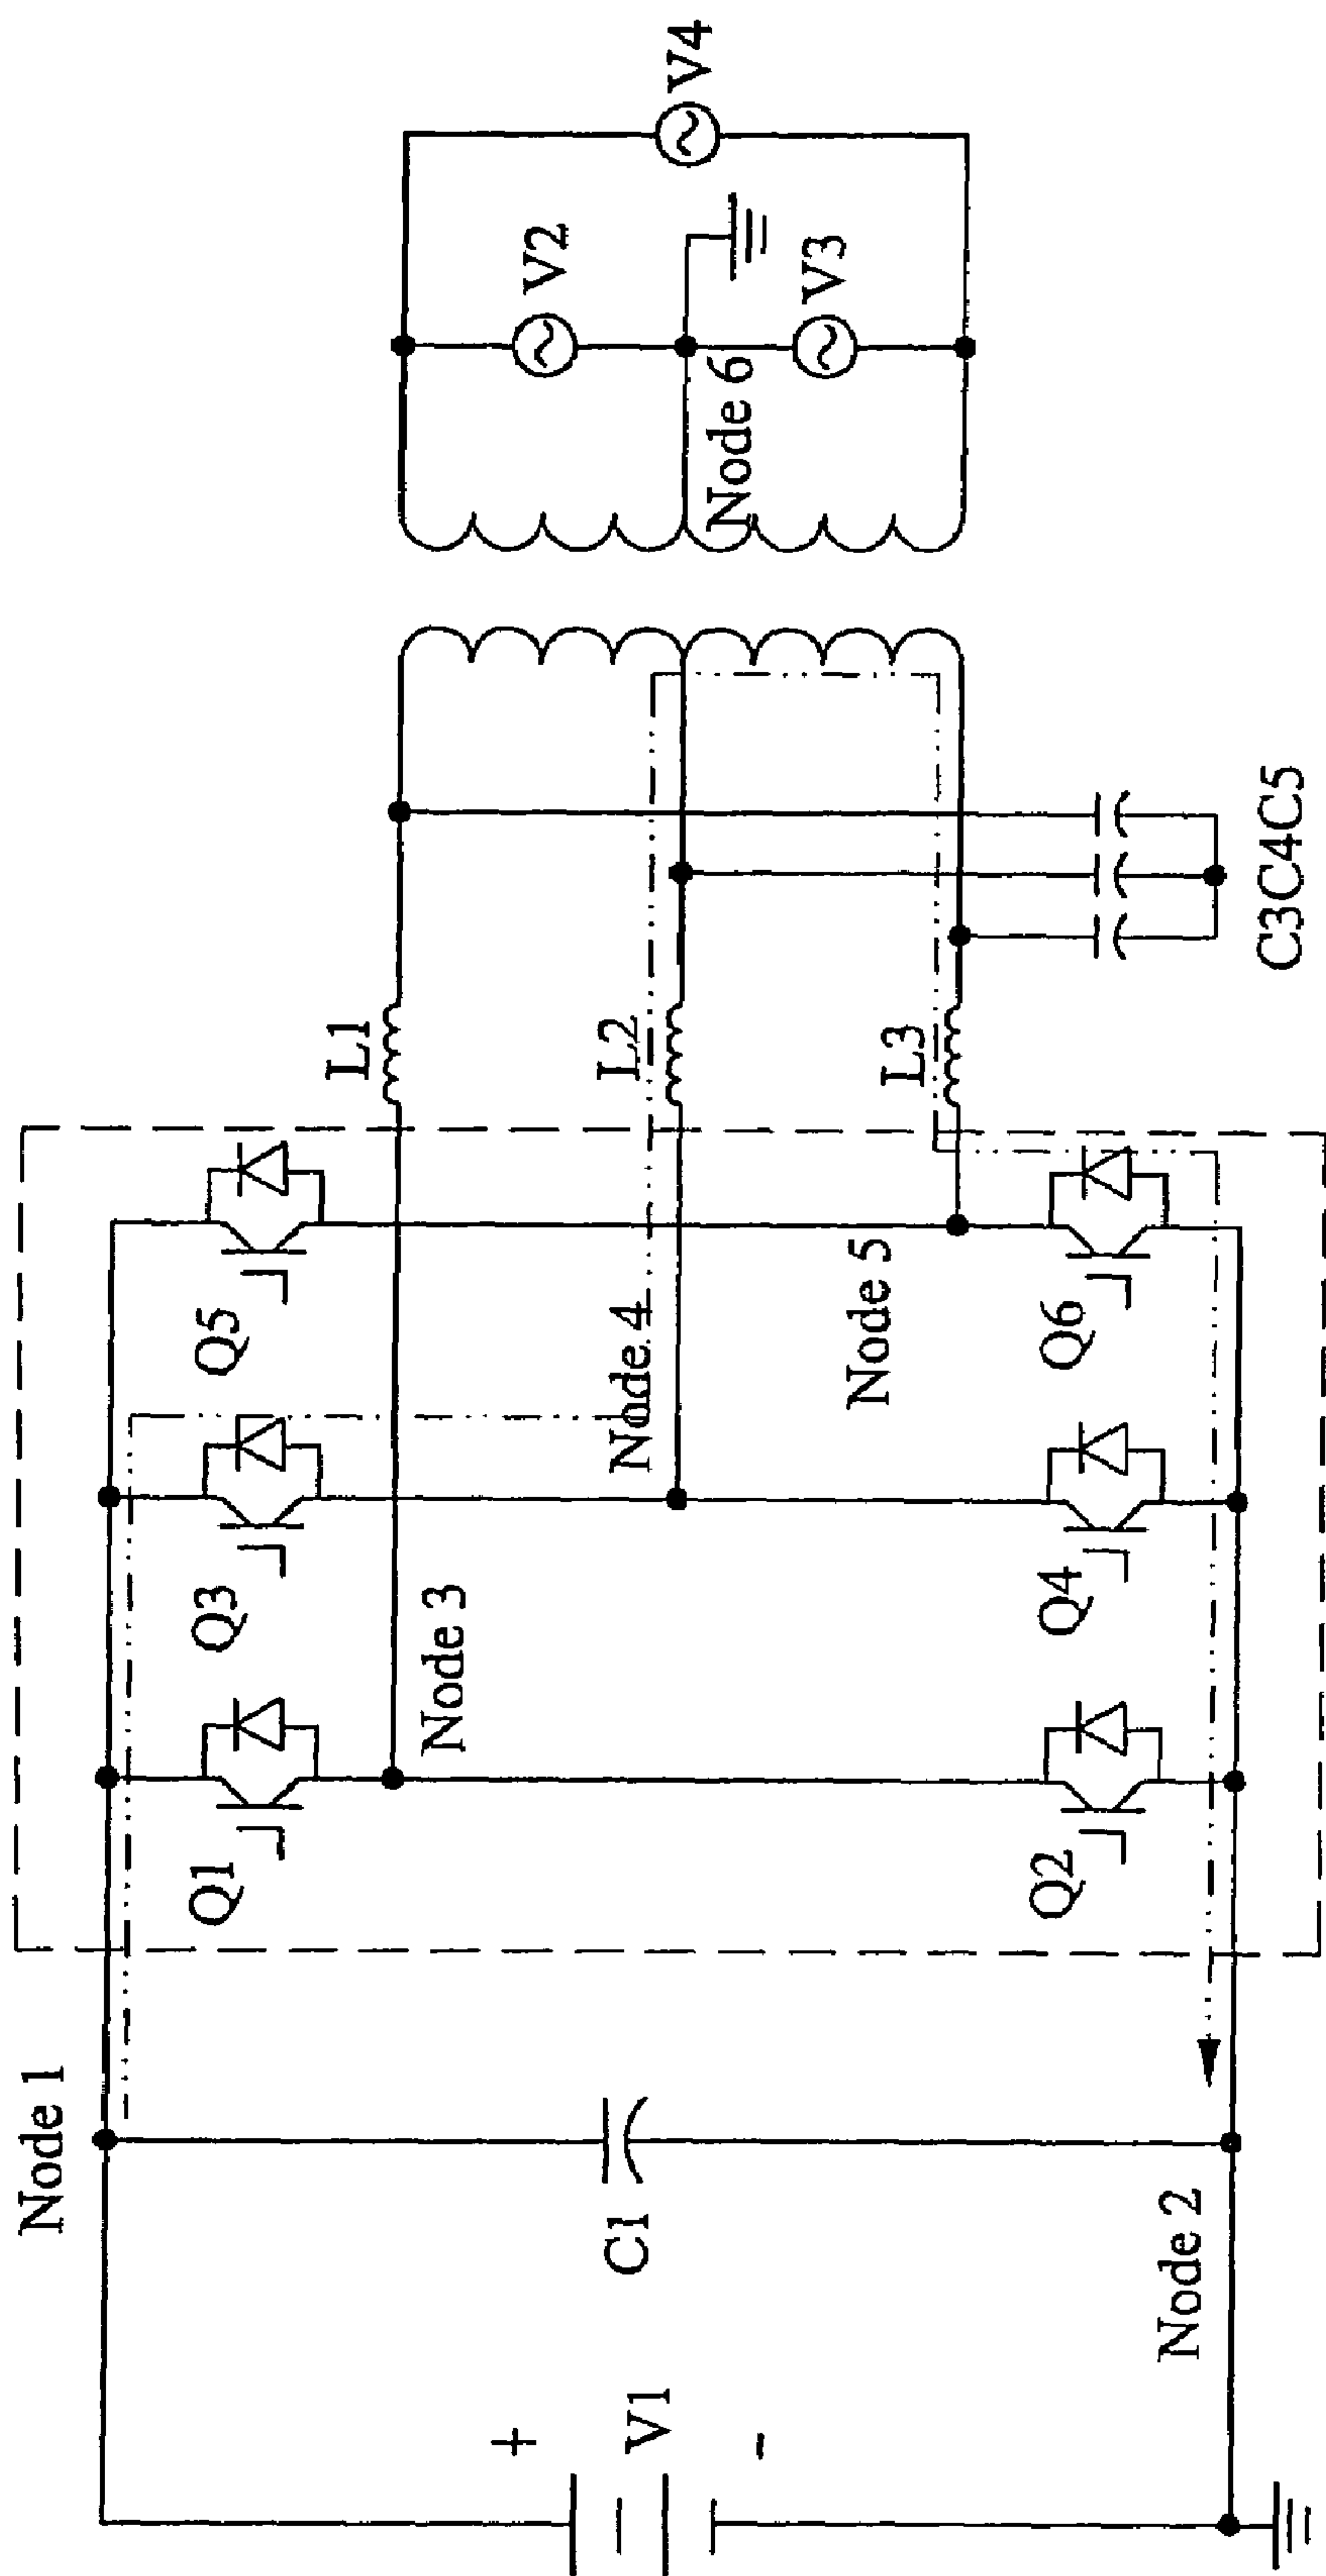 Node 1
Q1
Q3
Q5
Node 3
Node 4
Node 5
L1
L2
L3
V2
V4
V3
Node 6
+
V1
-
C1
Node 2
Q2
Q4
Q6
C3C4C5